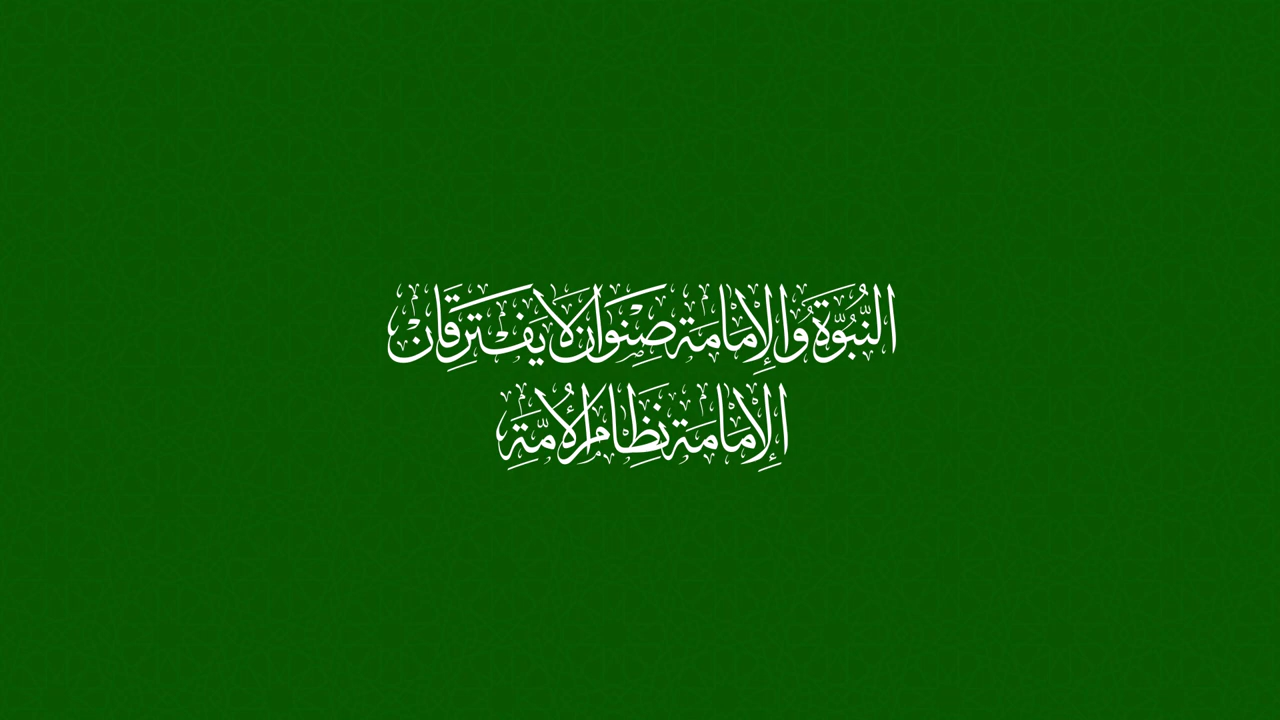 النُّبُوَّةُ وَالإِمَامَة صِنْوَان لَا يَفْتَرِقَانْ
الإِمَامَة نِظَام الأُمَّةِ